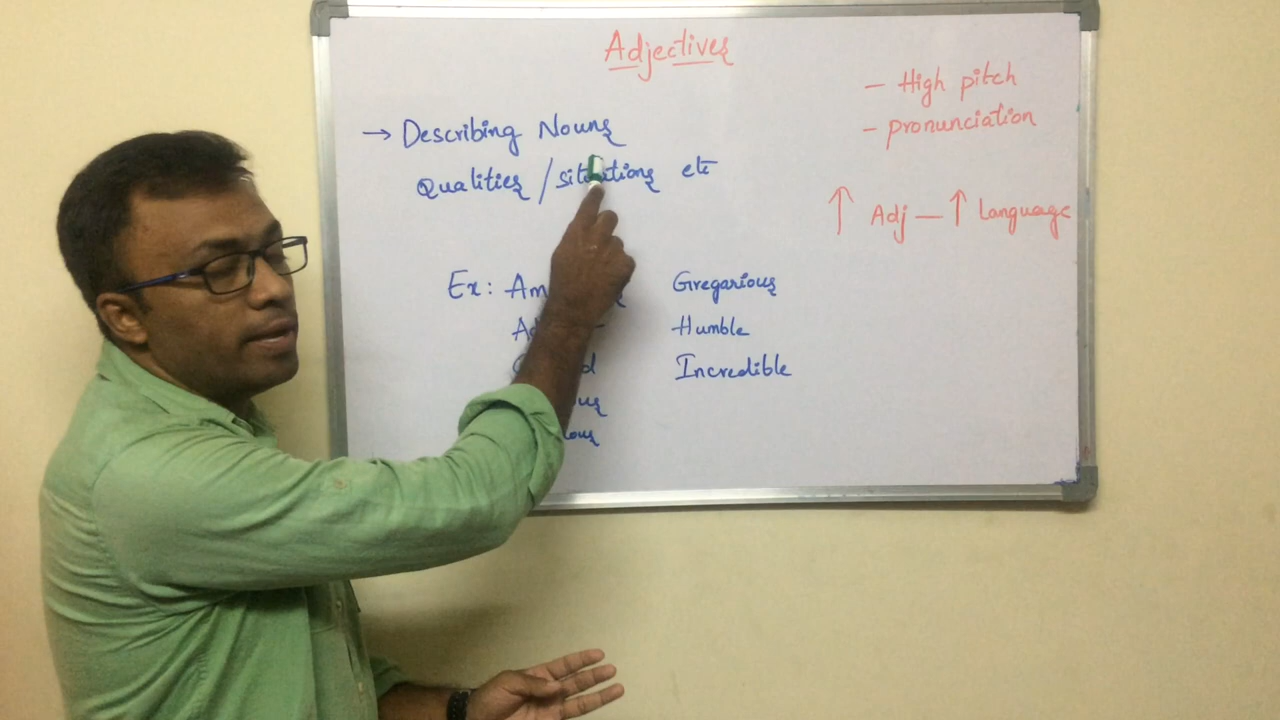 Adjectives
→ Describing Nouns
Qualities / situations etc
Ex:
Gregarious
Humble
Incredible
- High pitch
- pronunciation
↑ Adj - ↑ Language